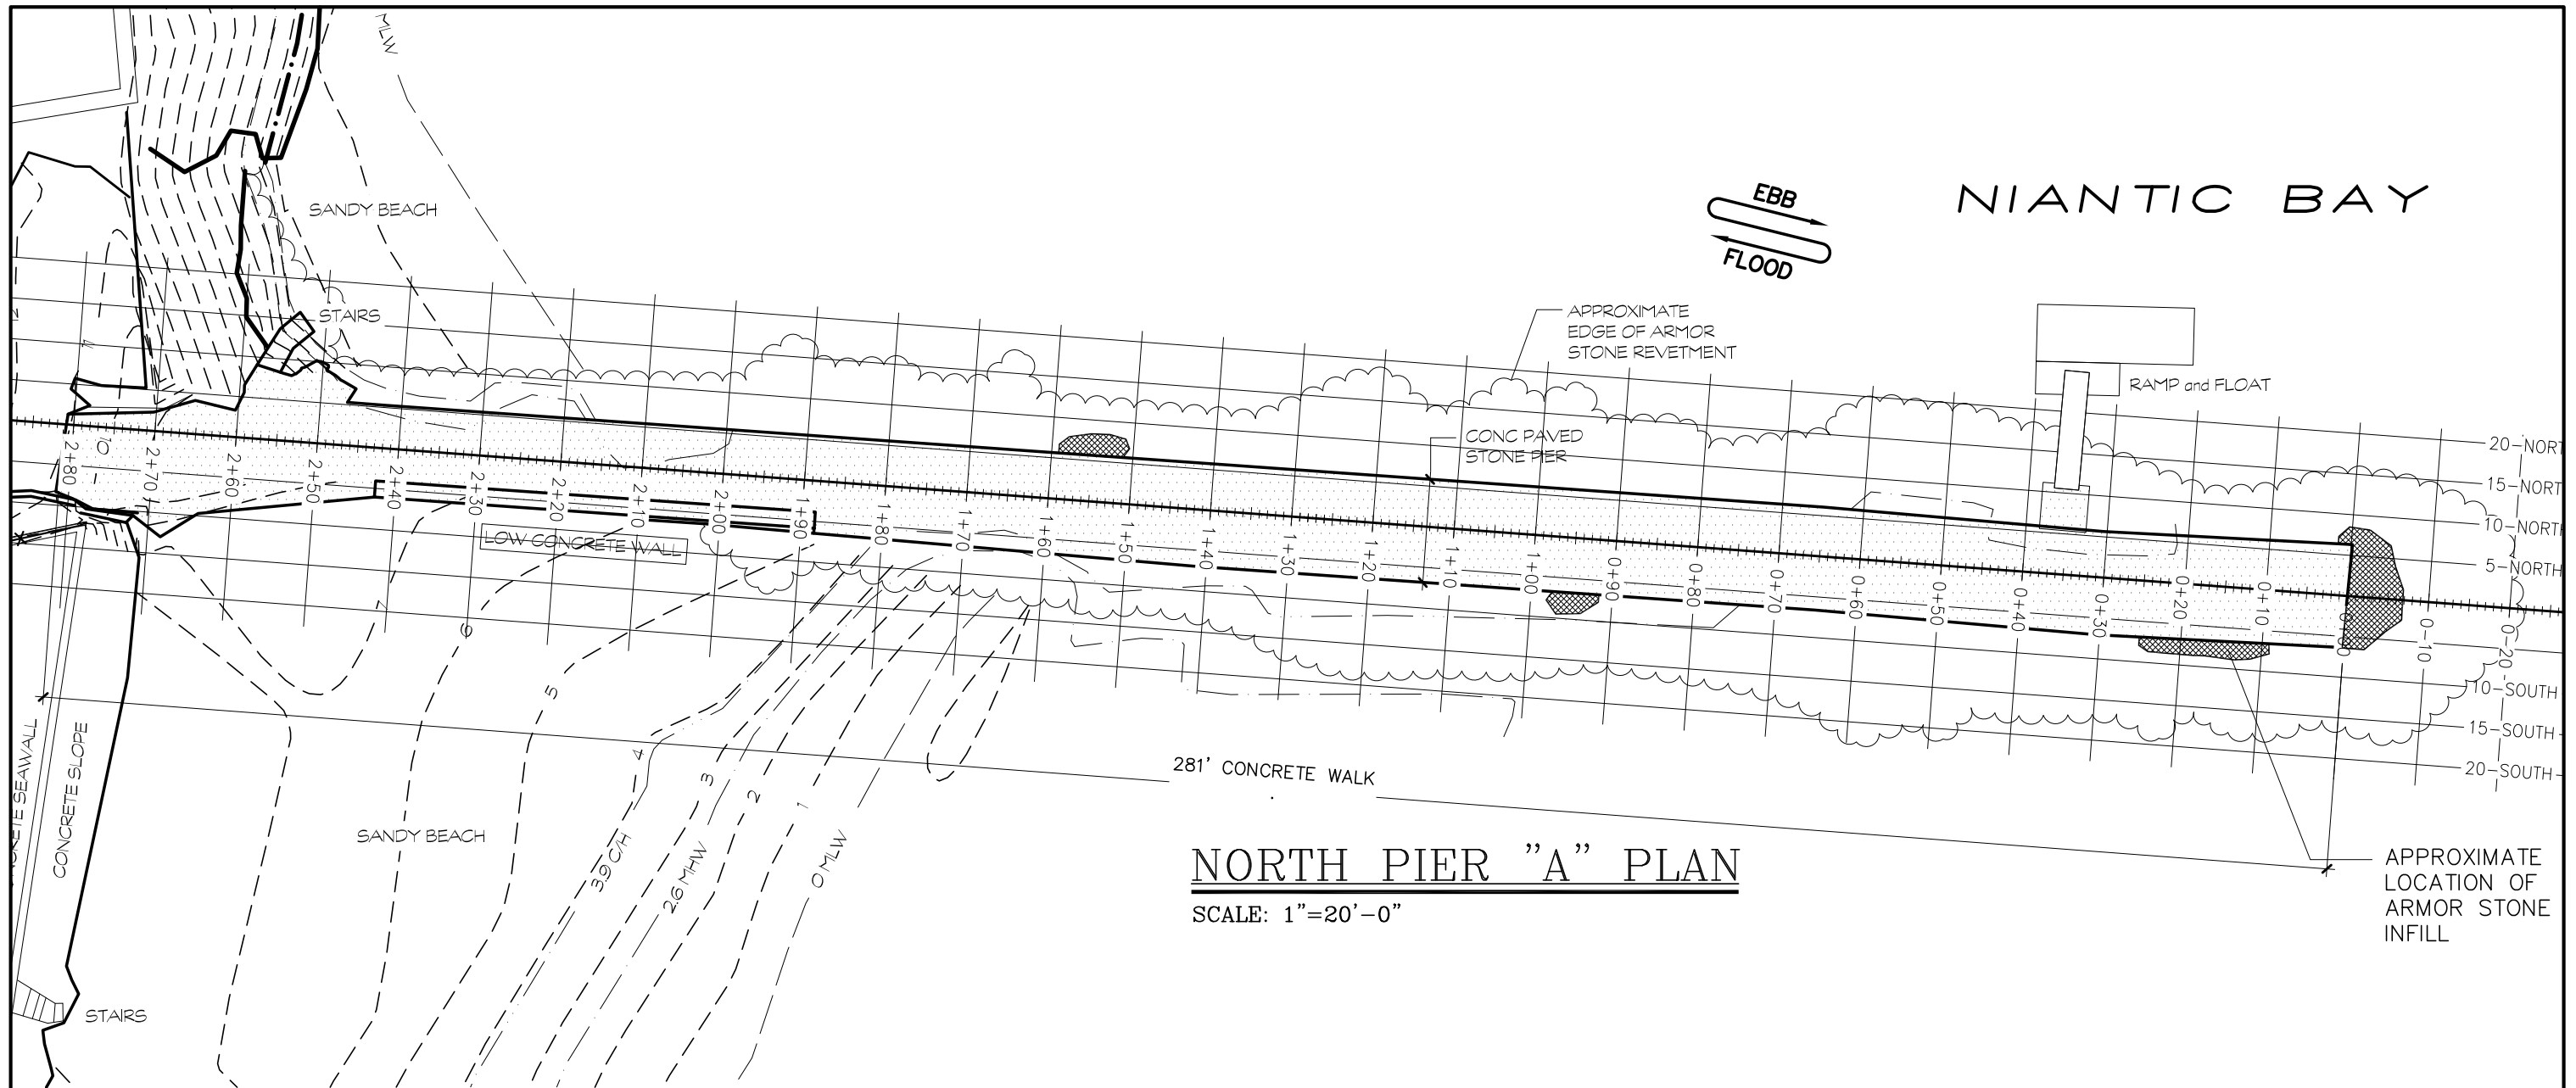 MLW
NIANTIC BAY
EBB
FLOOD
SANDY BEACH
STAIRS
APPROXIMATE
EDGE OF ARMOR
STONE REVETMENT
RAMP and FLOAT
CONC PAVED
STONE PIER
20-NORT
15-NORT
10-NORTH
5-NORTH
10-SOUTH
15-SOUTH
20-SOUTH
10
2+80
2+70
2+60
2+50
2+40
2+30
2+20
2+10
2+00
1+90
1+80
1+70
1+60
1+50
1+40
1+30
1+20
1+10
1+00
0+90
0+80
0+70
0+60
0+50
0+40
0+30
0+20
0+10
0-10
0-20
LOW CONCRETE WALL
7
6
5
4
3
2
1
3.9 C/H
2.6 MHW
0 MLW
CRETE SEAWALL
CONCRETE SLOPE
SANDY BEACH
STAIRS
281' CONCRETE WALK
NORTH PIER "A" PLAN
SCALE: 1"=20'-0"
APPROXIMATE
LOCATION OF
ARMOR STONE
INFILL